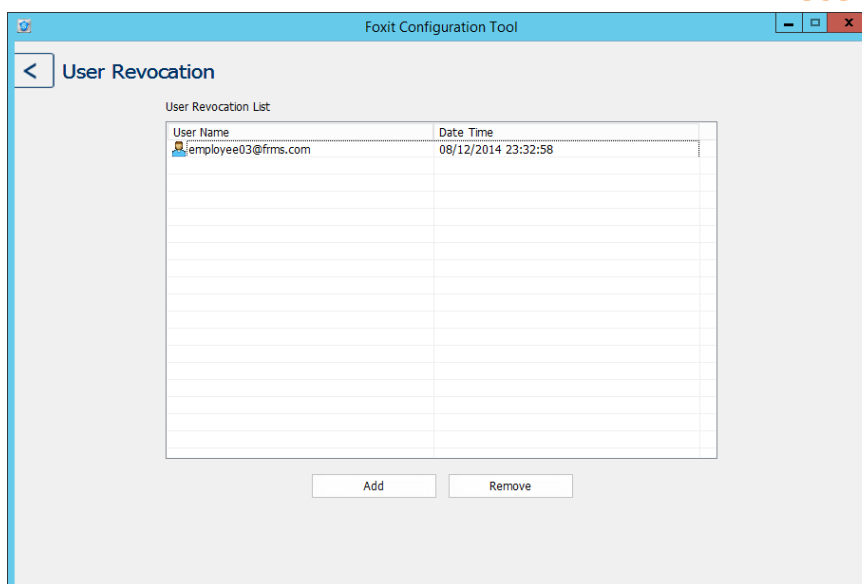 Foxit Configuration Tool
User Revocation
User Revocation List
User Name Date Time
employee03@frms.com 08/12/2014 23:32:58
Add Remove